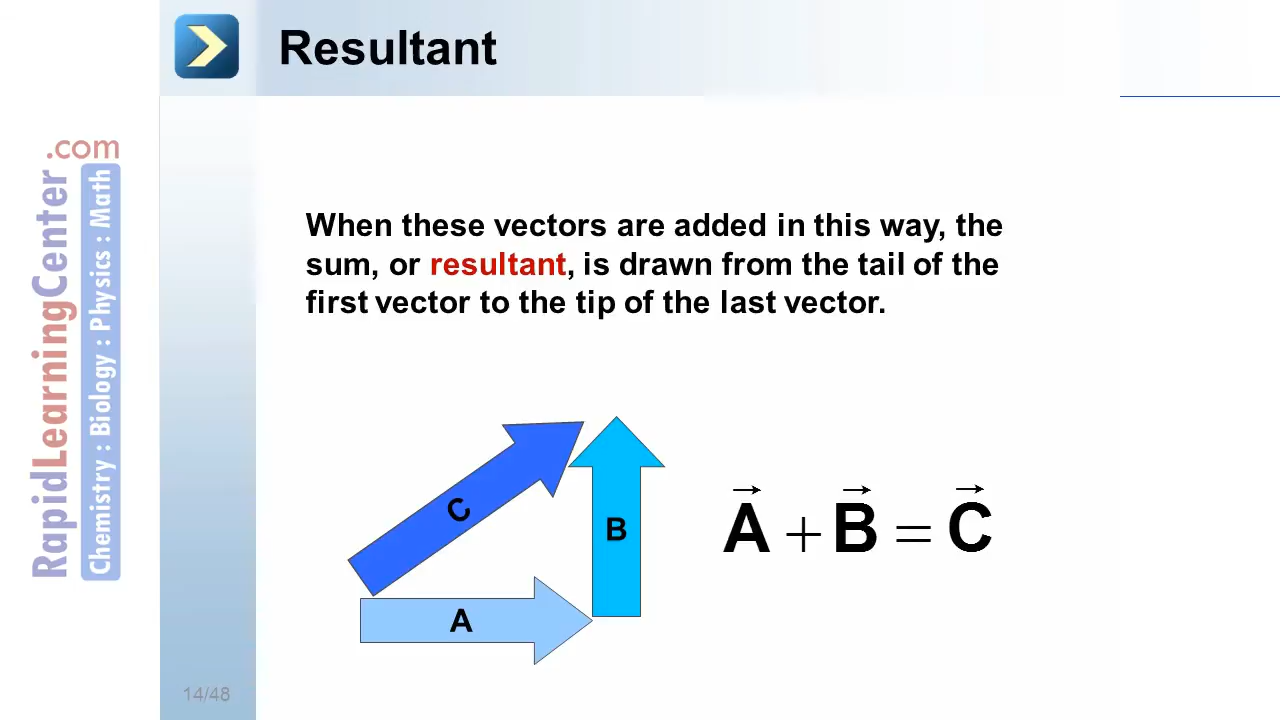 Resultant
RapidLearningCenter.com
Chemistry : Biology : Physics : Math
When these vectors are added in this way, the
sum, or resultant, is drawn from the tail of the
first vector to the tip of the last vector.
C
B
A
A⃗ + B⃗ = C⃗
14/48